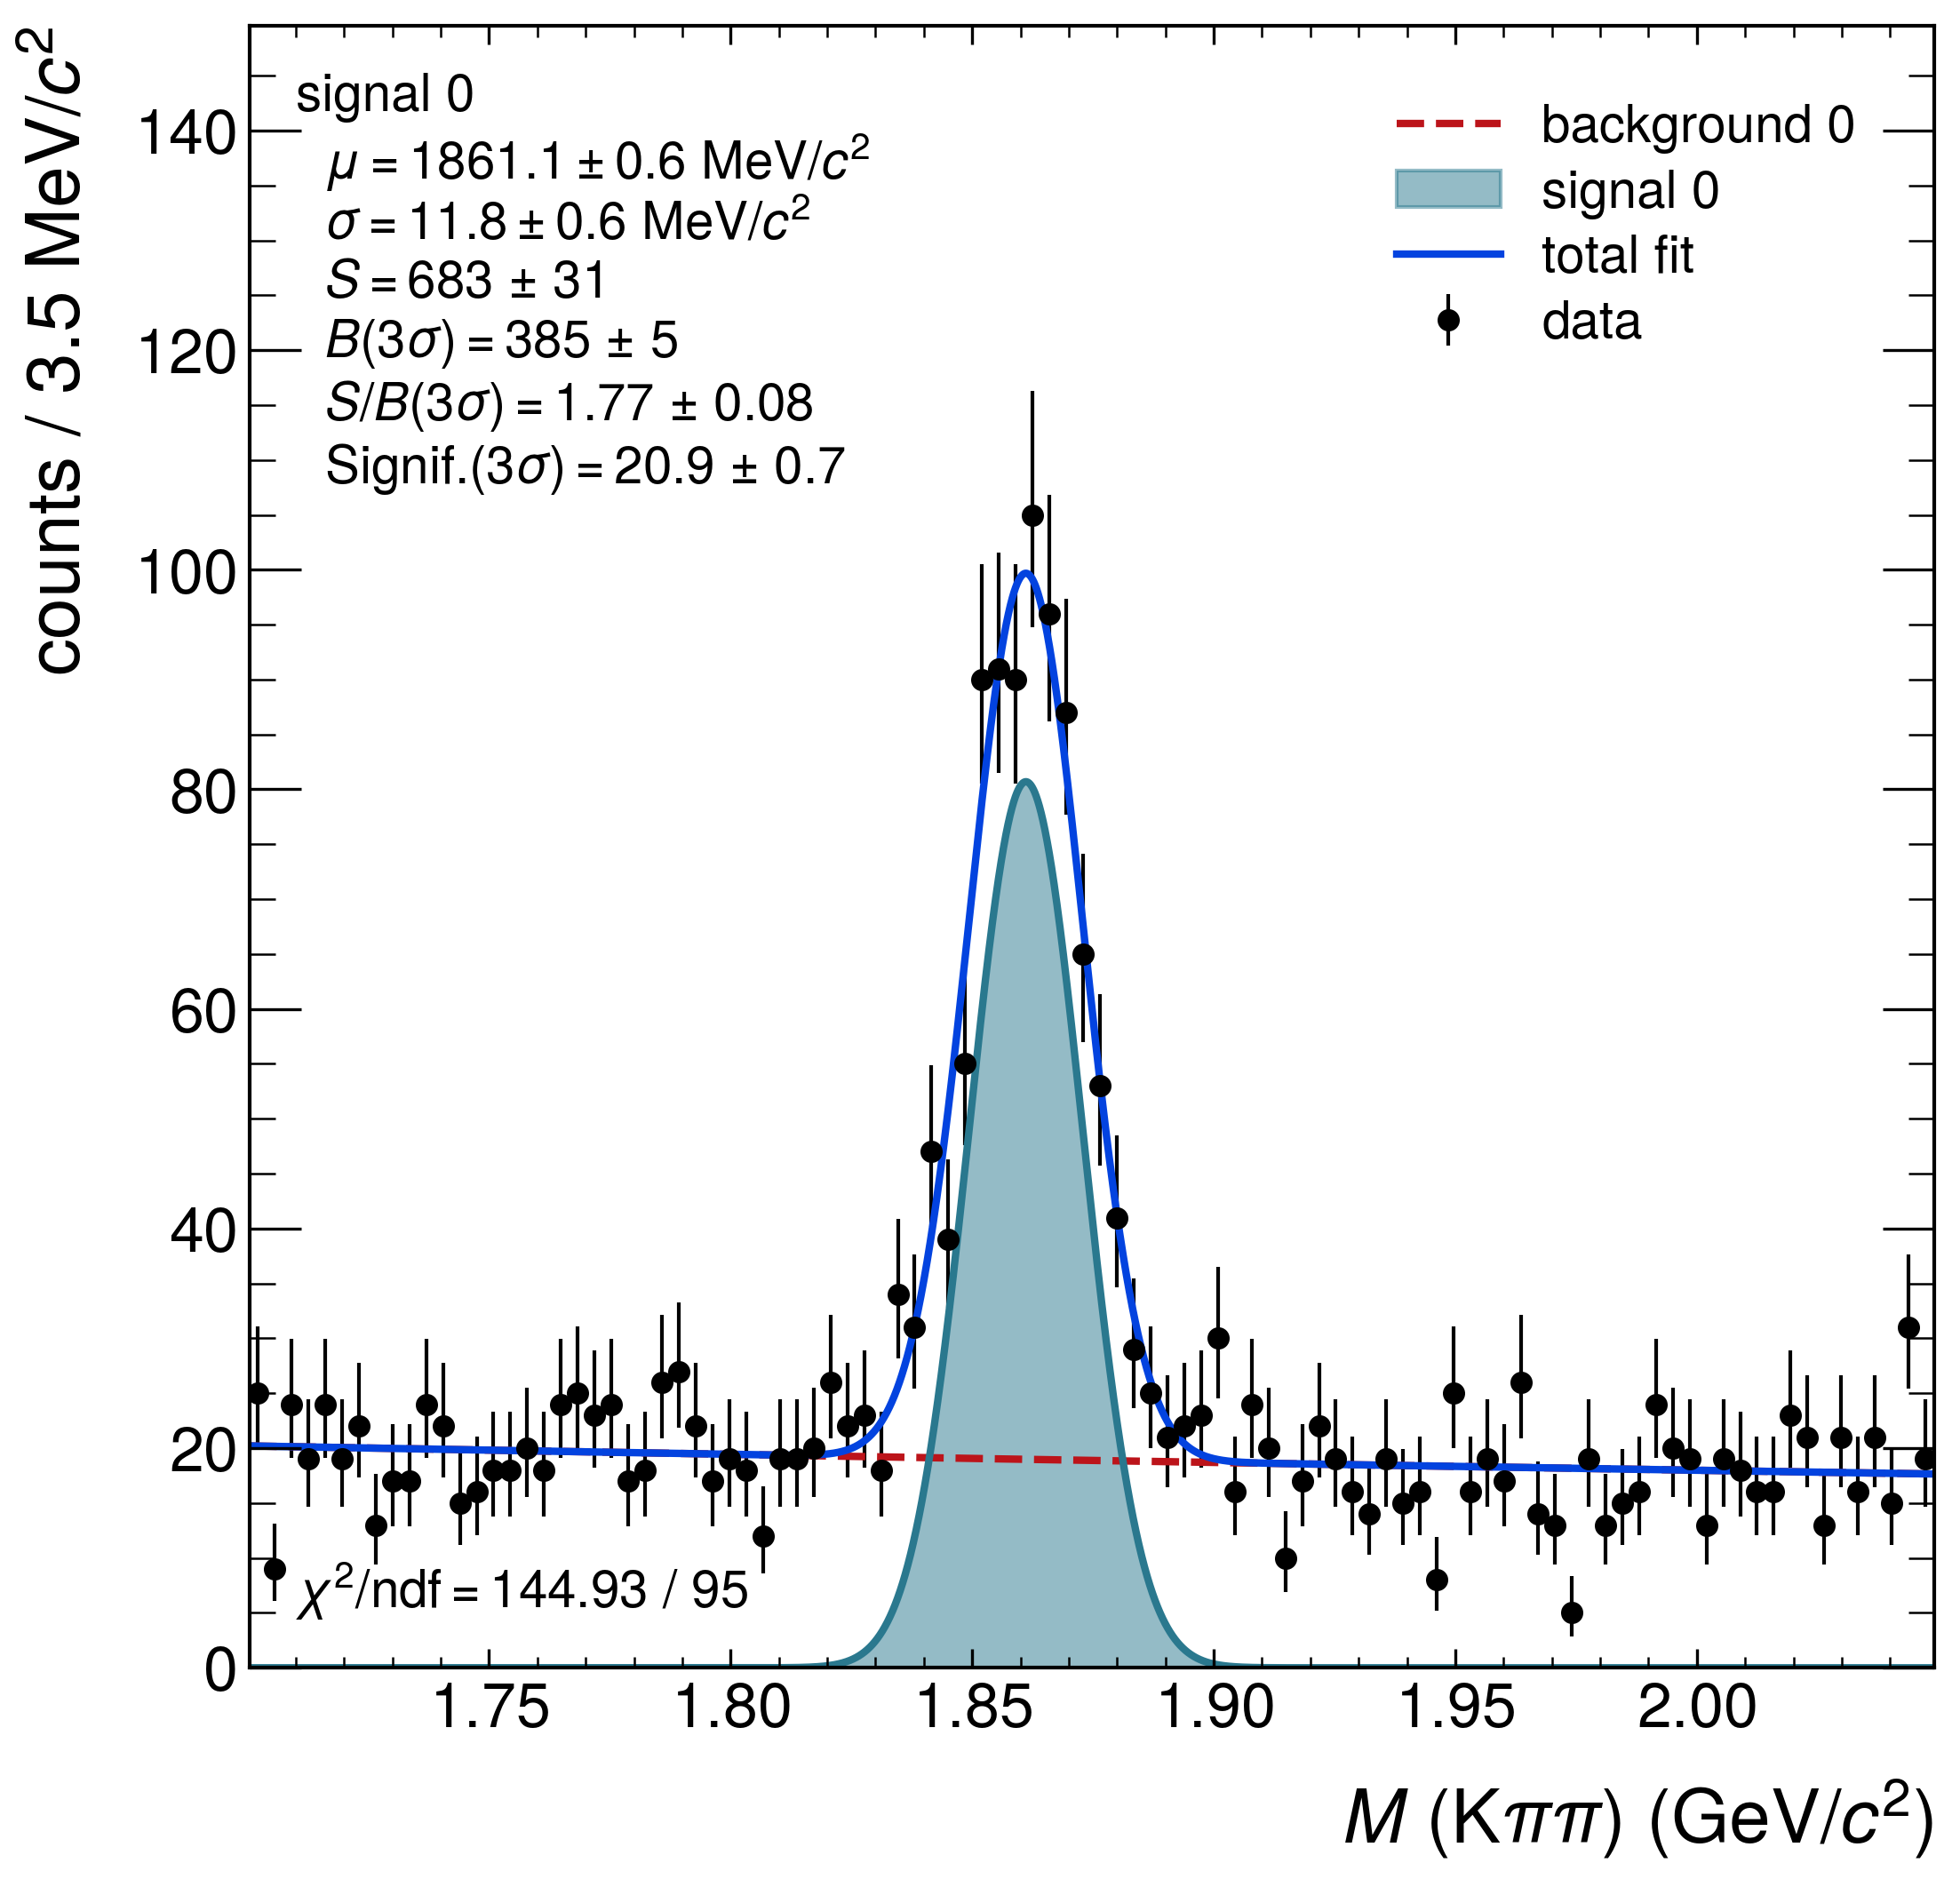 counts / 3.5 MeV/c²
signal 0
μ = 1861.1 ± 0.6 MeV/c²
σ = 11.8 ± 0.6 MeV/c²
S = 683 ± 31
B(3σ) = 385 ± 5
S/B(3σ) = 1.77 ± 0.08
Signif.(3σ) = 20.9 ± 0.7
background 0
signal 0
total fit
data
140
120
100
80
60
40
20
0
χ²/ndf = 144.93 / 95
1.75 1.80 1.85 1.90 1.95 2.00
M (Kππ) (GeV/c²)